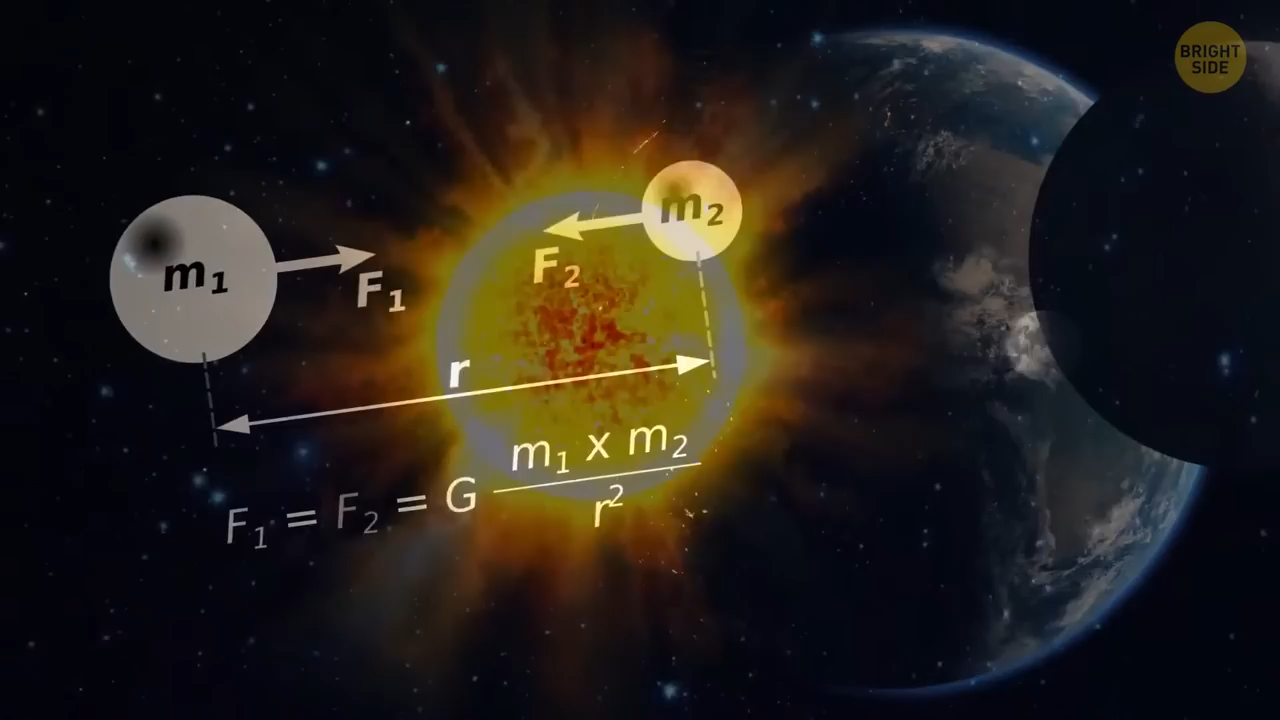 BRIGHT
SIDE
m₁
F₁
m₂
F₂
r
F₁ = F₂ = G m₁ x m₂ / r²